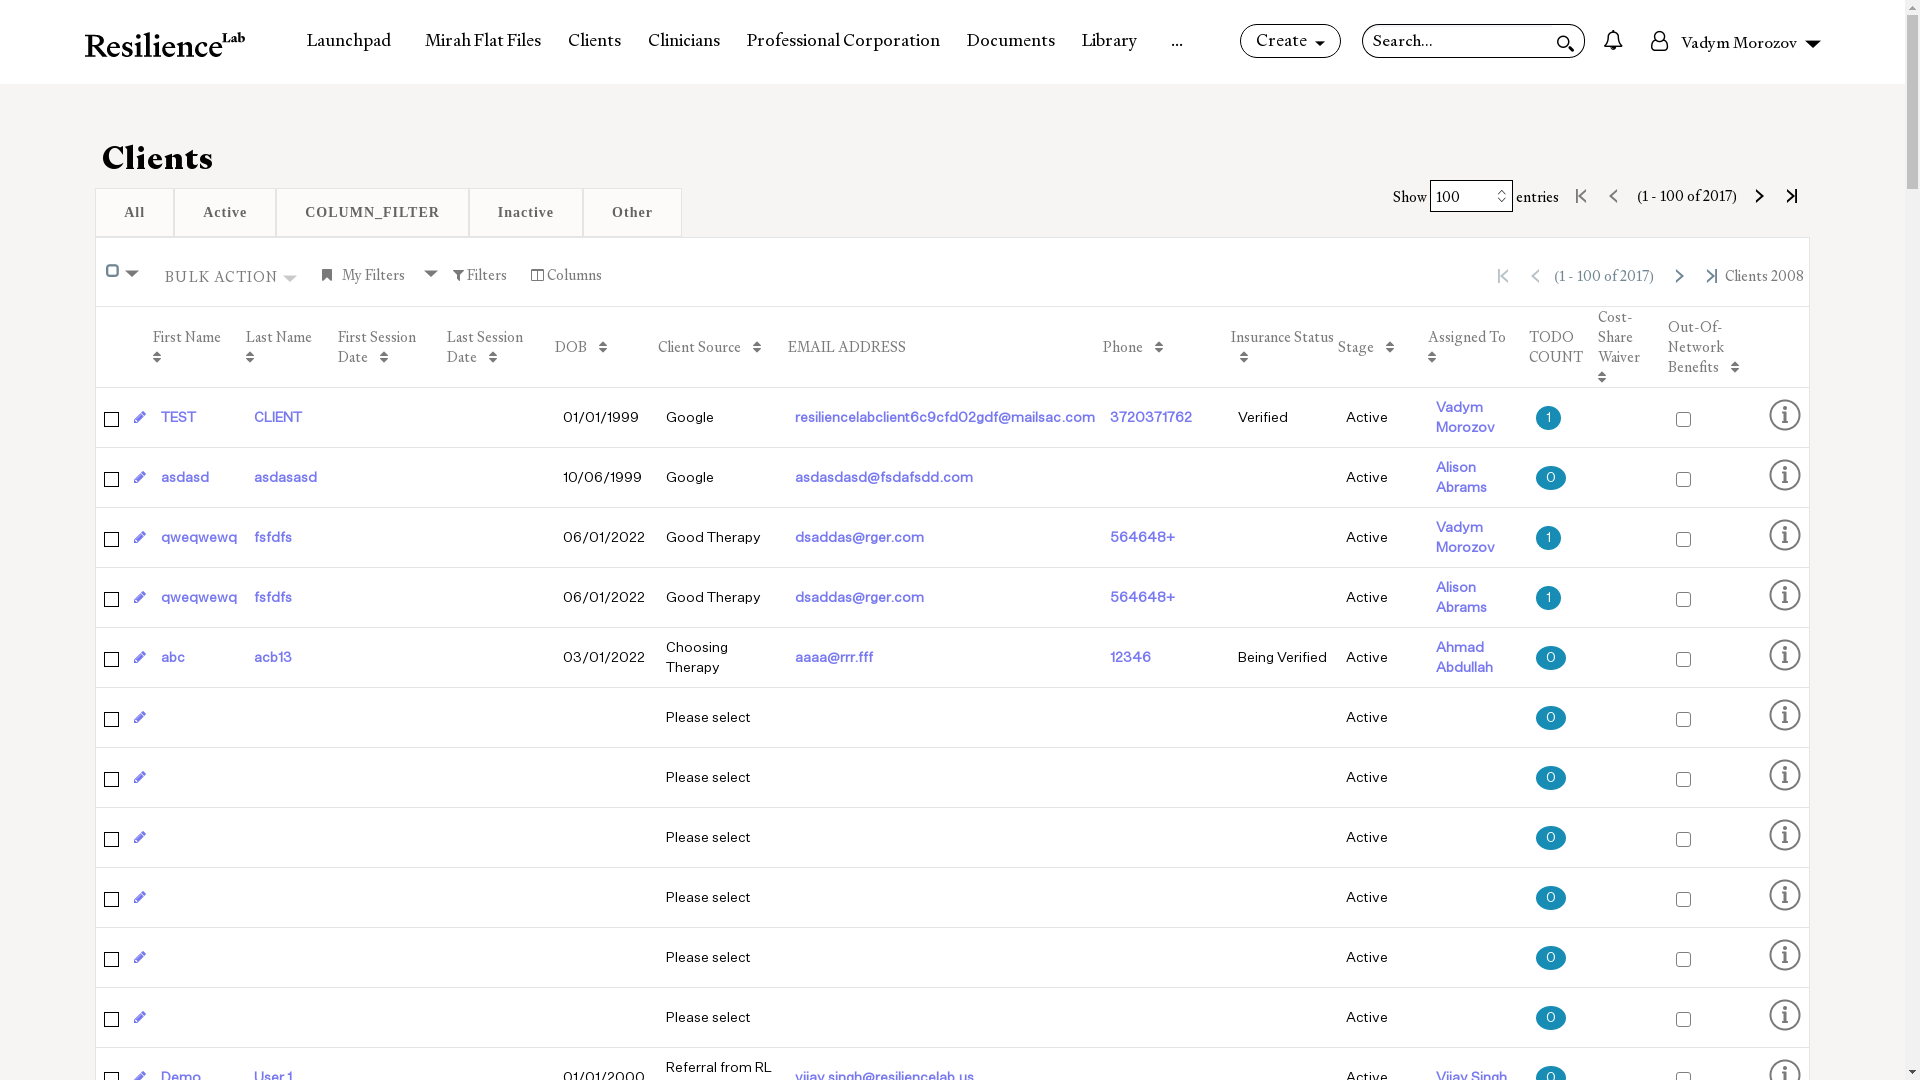 Resilience Lab
Launchpad Mirah Flat Files Clients Clinicians Professional Corporation Documents Library ... Create Search... Vadym Morozov
Clients
All Active COLUMN_FILTER Inactive Other
Show 100 entries (1 - 100 of 2017)
BULK ACTION My Filters Filters Columns (1 - 100 of 2017) Clients 2008
First Name Last Name First Session Date Last Session Date DOB Client Source EMAIL ADDRESS Phone Insurance Status Stage Assigned To TODO COUNT Cost-Share Waiver Out-Of-Network Benefits
TEST CLIENT 01/01/1999 Google resiliencelabclient6c9cfd02gdf@mailsac.com 3720371762 Verified Active Vadym Morozov 1
asdasd asdasasd 10/06/1999 Google asdasdasd@fsdafsdd.com Active Alison Abrams 0
qweqwewq fsfdfs 06/01/2022 Good Therapy dsaddas@rger.com 564648+ Active Vadym Morozov 1
qweqwewq fsfdfs 06/01/2022 Good Therapy dsaddas@rger.com 564648+ Active Alison Abrams 1
abc acb13 03/01/2022 Choosing Therapy aaaa@rrr.fff 12346 Being Verified Active Ahmad Abdullah 0
Please select Active 0
Please select Active 0
Please select Active 0
Please select Active 0
Please select Active 0
Please select Active 0
Demo User 1 01/01/2000 Referral from RL vijay.singh@resiliencelab.us Active Vijay Singh 0